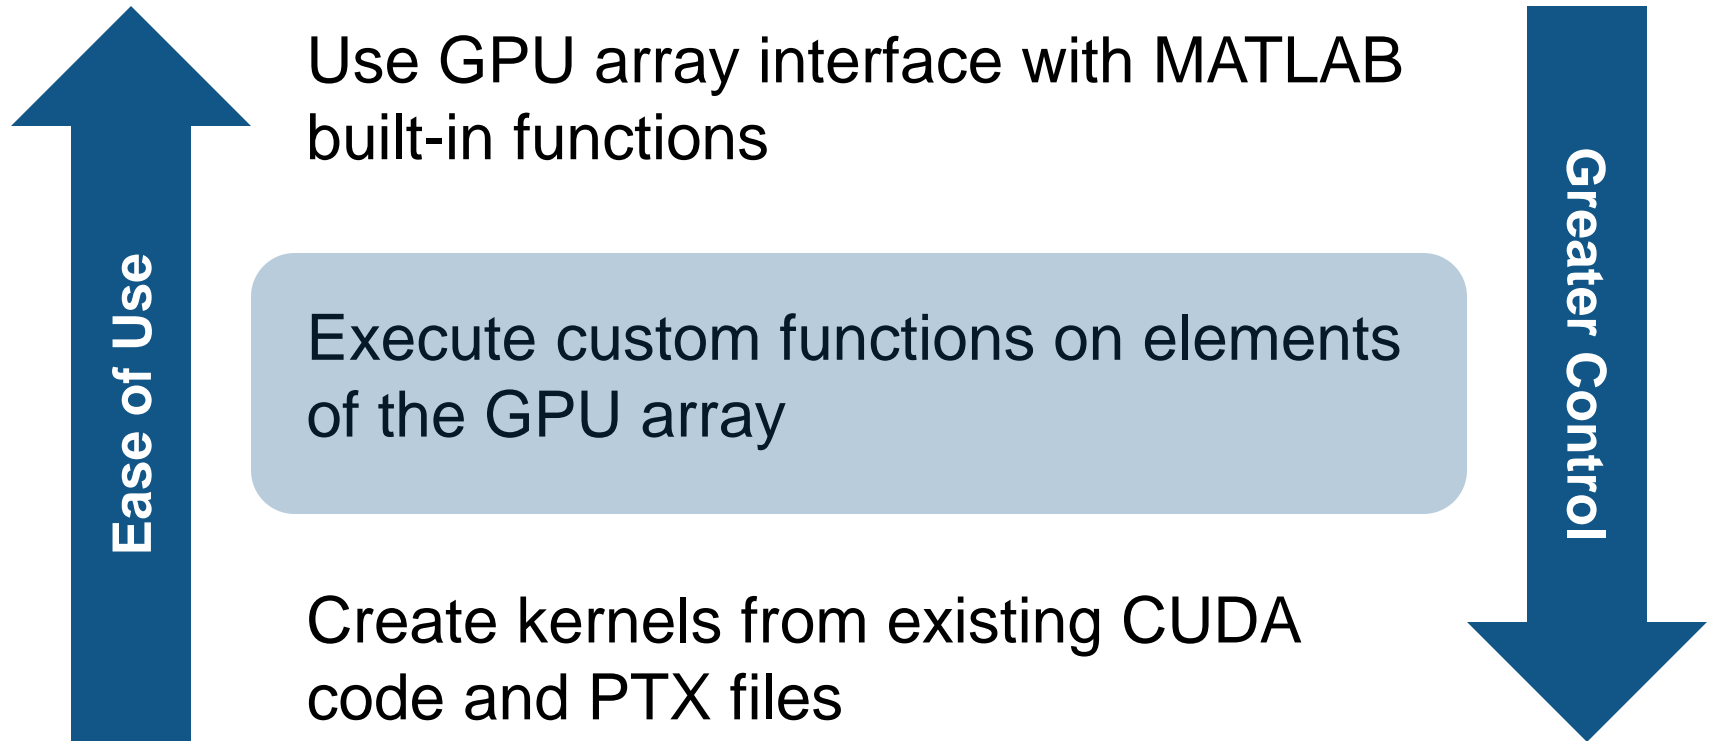 Use GPU array interface with MATLAB
built-in functions
Ease of Use
Execute custom functions on elements
of the GPU array
Greater Control
Create kernels from existing CUDA
code and PTX files